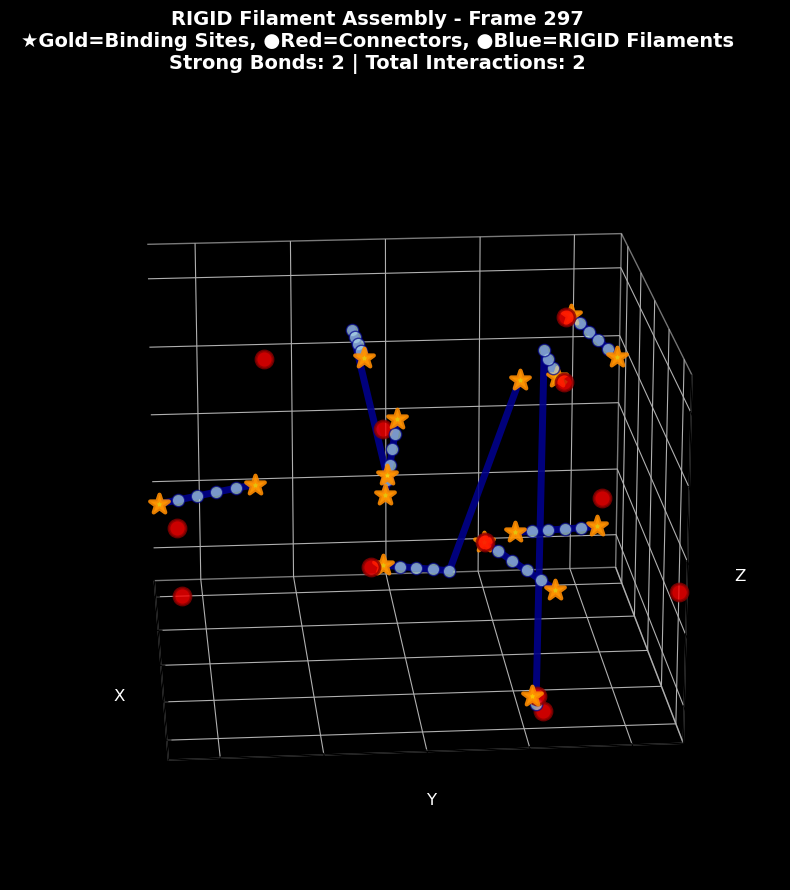 RIGID Filament Assembly - Frame 297
★Gold=Binding Sites, ●Red=Connectors, ●Blue=RIGID Filaments
Strong Bonds: 2 | Total Interactions: 2
Z
X
Y